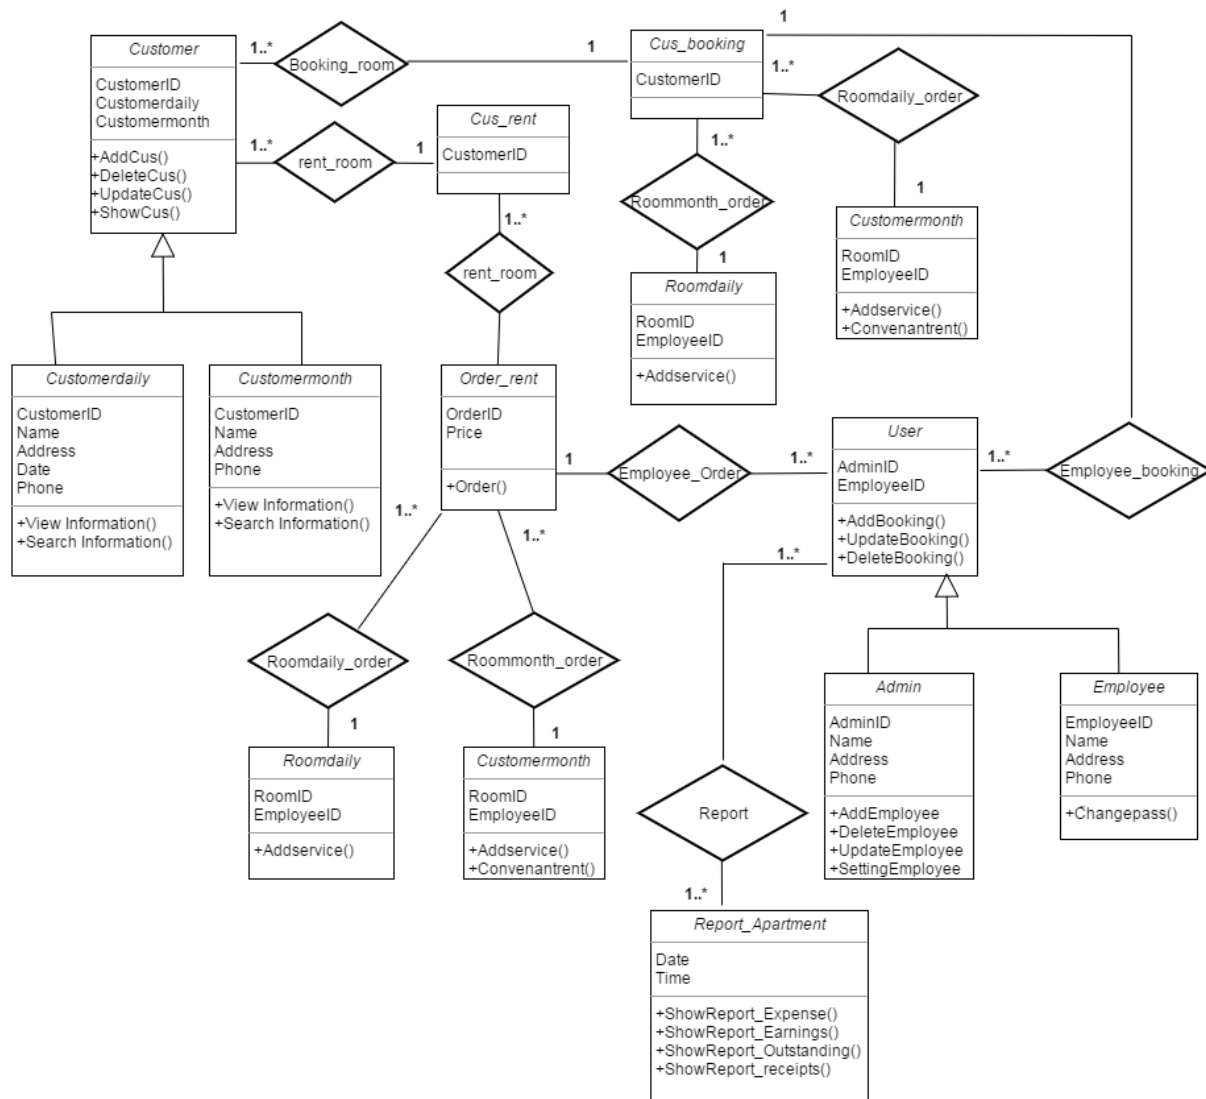 Customer
CustomerID
Customerdaily
Customermonth
+AddCus()
+DeleteCus()
+UpdateCus()
+ShowCus()
1..*
Booking_room
1
Cus_booking
CustomerID
1
1..*
Roomdaily_order
1
Customermonth
RoomID
EmployeeID
+Addservice()
+Convenantrent()
1..*
rent_room
1
Cus_rent
CustomerID
1..*
Roommonth_order
1
Roomdaily
RoomID
EmployeeID
+Addservice()
1..*
rent_room
Customerdaily
CustomerID
Name
Address
Date
Phone
+View Information()
+Search Information()
Customermonth
CustomerID
Name
Address
Phone
+View Information()
+Search Information()
Order_rent
OrderID
Price
+Order()
1
Employee_Order
1..*
User
AdminID
EmployeeID
+AddBooking()
+UpdateBooking()
+DeleteBooking()
1..*
Employee_booking
1..*
1..*
1..*
Roomdaily_order
1
Roommonth_order
1
Roomdaily
RoomID
EmployeeID
+Addservice()
Customermonth
RoomID
EmployeeID
+Addservice()
+Convenantrent()
Report
1..*
Admin
AdminID
Name
Address
Phone
+AddEmployee
+DeleteEmployee
+UpdateEmployee
+SettingEmployee
Employee
EmployeeID
Name
Address
Phone
+Changepass()
Report_Apartment
Date
Time
+ShowReport_Expense()
+ShowReport_Earnings()
+ShowReport_Outstanding()
+ShowReport_receipts()